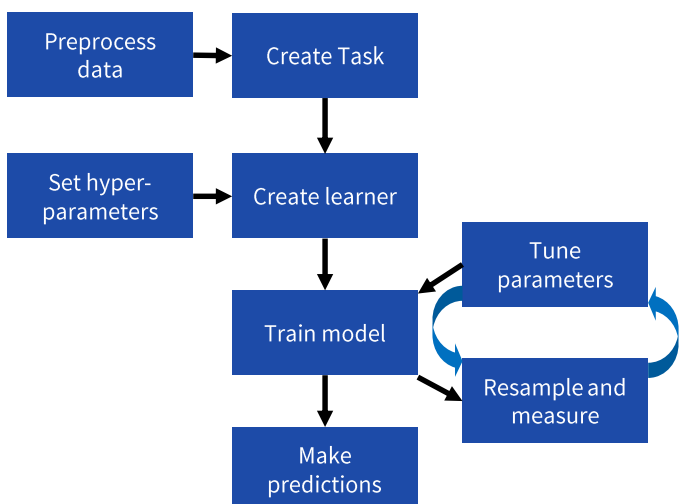 Preprocess
data
Create Task
Set hyper-
parameters
Create learner
Tune
parameters
Train model
Resample and
measure
Make
predictions